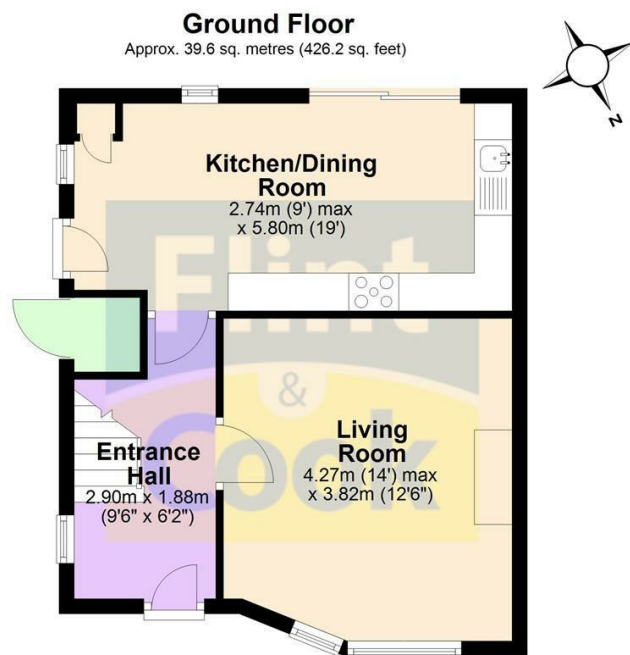 Ground Floor
Approx. 39.6 sq. metres (426.2 sq. feet)
N
Kitchen/Dining
Room
2.74m (9') max
x 5.80m (19')
Flint
&
Cook
Living
Room
4.27m (14') max
x 3.82m (12'6")
Entrance
Hall
2.90m x 1.88m
(9'6" x 6'2")